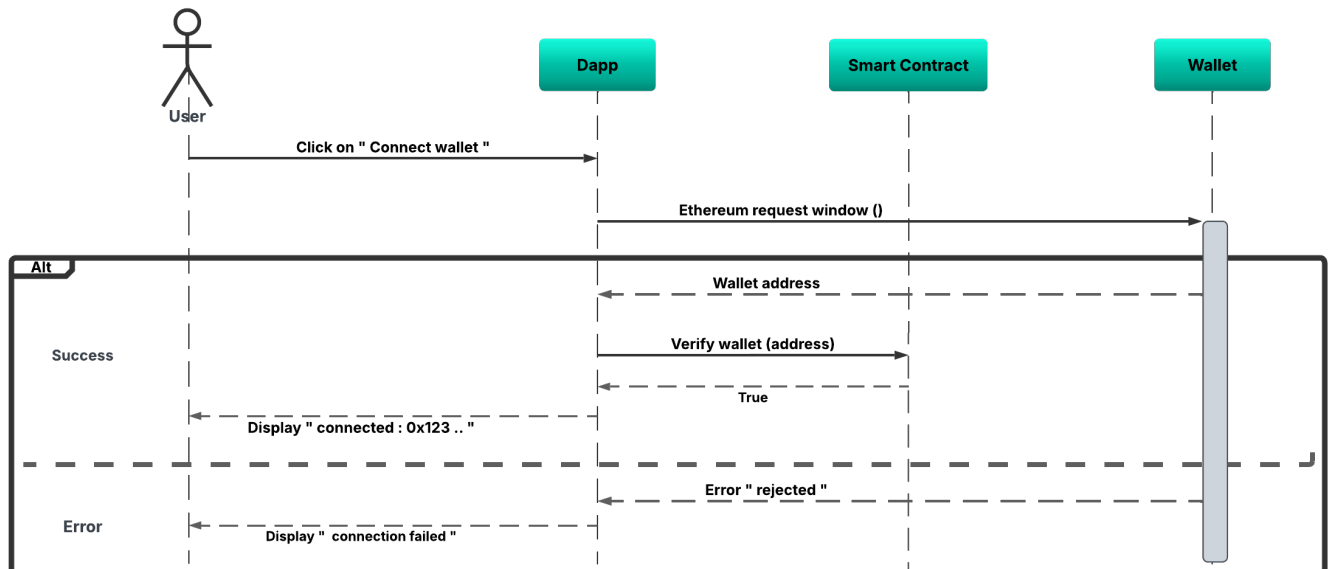 User
Dapp
Smart Contract
Wallet
Click on " Connect wallet "
Ethereum request window ()
Alt
Wallet address
Success
Verify wallet (address)
True
Display " connected : 0x123 .. "
Error " rejected "
Error
Display "  connection failed "